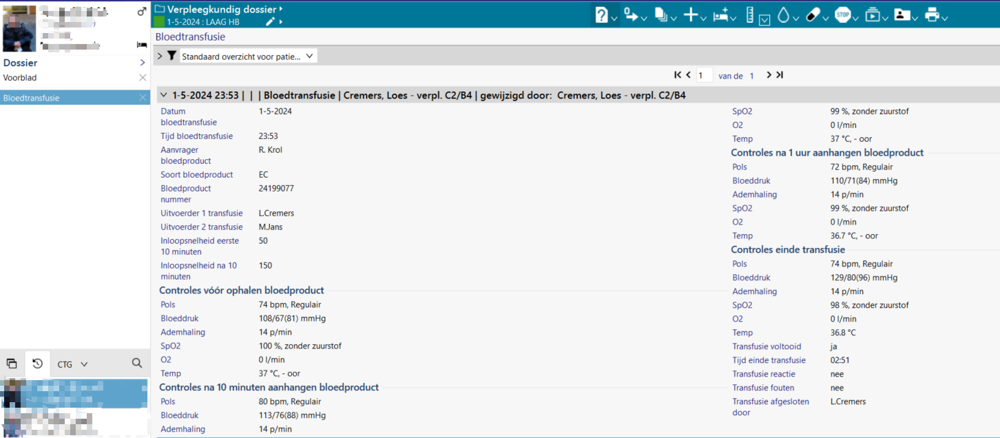 Verpleegkundig dossier
1-5-2024 : LAAG HB
STOP
Bloedtransfusie
Dossier
Voorblad
Bloedtransfusie
CTG
Standaard overzicht voor patie...
1 van de 1
1-5-2024 23:53 | | | Bloedtransfusie | Cremers, Loes - verpl. C2/B4 | gewijzigd door: Cremers, Loes - verpl. C2/B4
Datum bloedtransfusie 1-5-2024
Tijd bloedtransfusie 23:53
Aanvrager bloedproduct R. Krol
Soort bloedproduct EC
Bloedproduct nummer 24199077
Uitvoerder 1 transfusie L.Cremers
Uitvoerder 2 transfusie M.Jans
Inloopsnelheid eerste 10 minuten 50
Inloopsnelheid na 10 minuten 150
Controles vóór ophalen bloedproduct
Pols 74 bpm, Regulair
Bloeddruk 108/67(81) mmHg
Ademhaling 14 p/min
SpO2 100 %, zonder zuurstof
O2 0 l/min
Temp 37 °C, - oor
Controles na 10 minuten aanhangen bloedproduct
Pols 80 bpm, Regulair
Bloeddruk 113/76(88) mmHg
Ademhaling 14 p/min
SpO2 99 %, zonder zuurstof
O2 0 l/min
Temp 37 °C, - oor
Controles na 1 uur aanhangen bloedproduct
Pols 72 bpm, Regulair
Bloeddruk 110/71(84) mmHg
Ademhaling 14 p/min
SpO2 99 %, zonder zuurstof
O2 0 l/min
Temp 36.7 °C, - oor
Controles einde transfusie
Pols 74 bpm, Regulair
Bloeddruk 129/80(96) mmHg
Ademhaling 14 p/min
SpO2 98 %, zonder zuurstof
O2 0 l/min
Temp 36.8 °C
Transfusie voltooid ja
Tijd einde transfusie 02:51
Transfusie reactie nee
Transfusie fouten nee
Transfusie afgesloten door L.Cremers